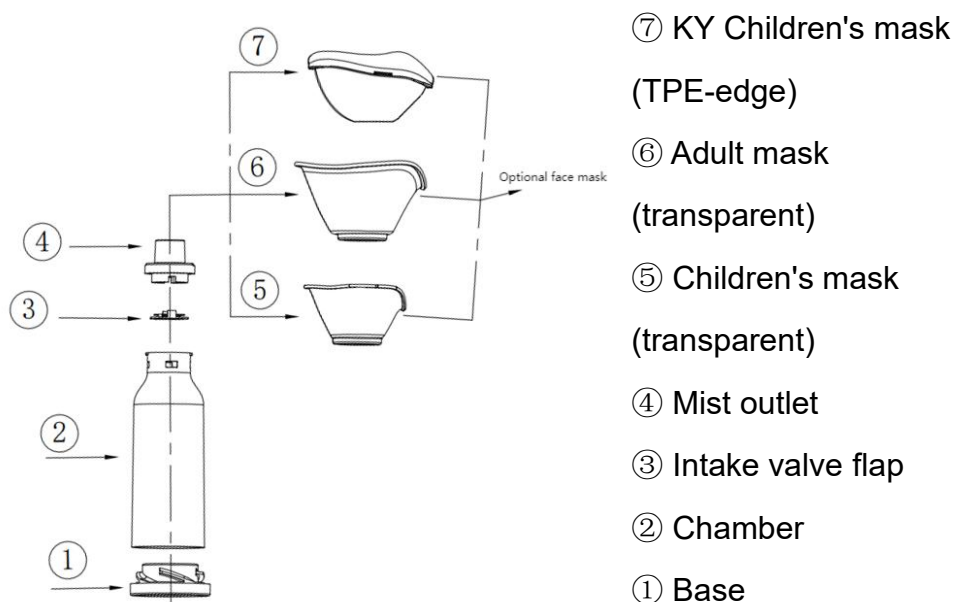 ⑦
⑥
Optional face mask
④
⑤
③
②
①
⑦ KY Children's mask
(TPE-edge)
⑥ Adult mask
(transparent)
⑤ Children's mask
(transparent)
④ Mist outlet
③ Intake valve flap
② Chamber
① Base